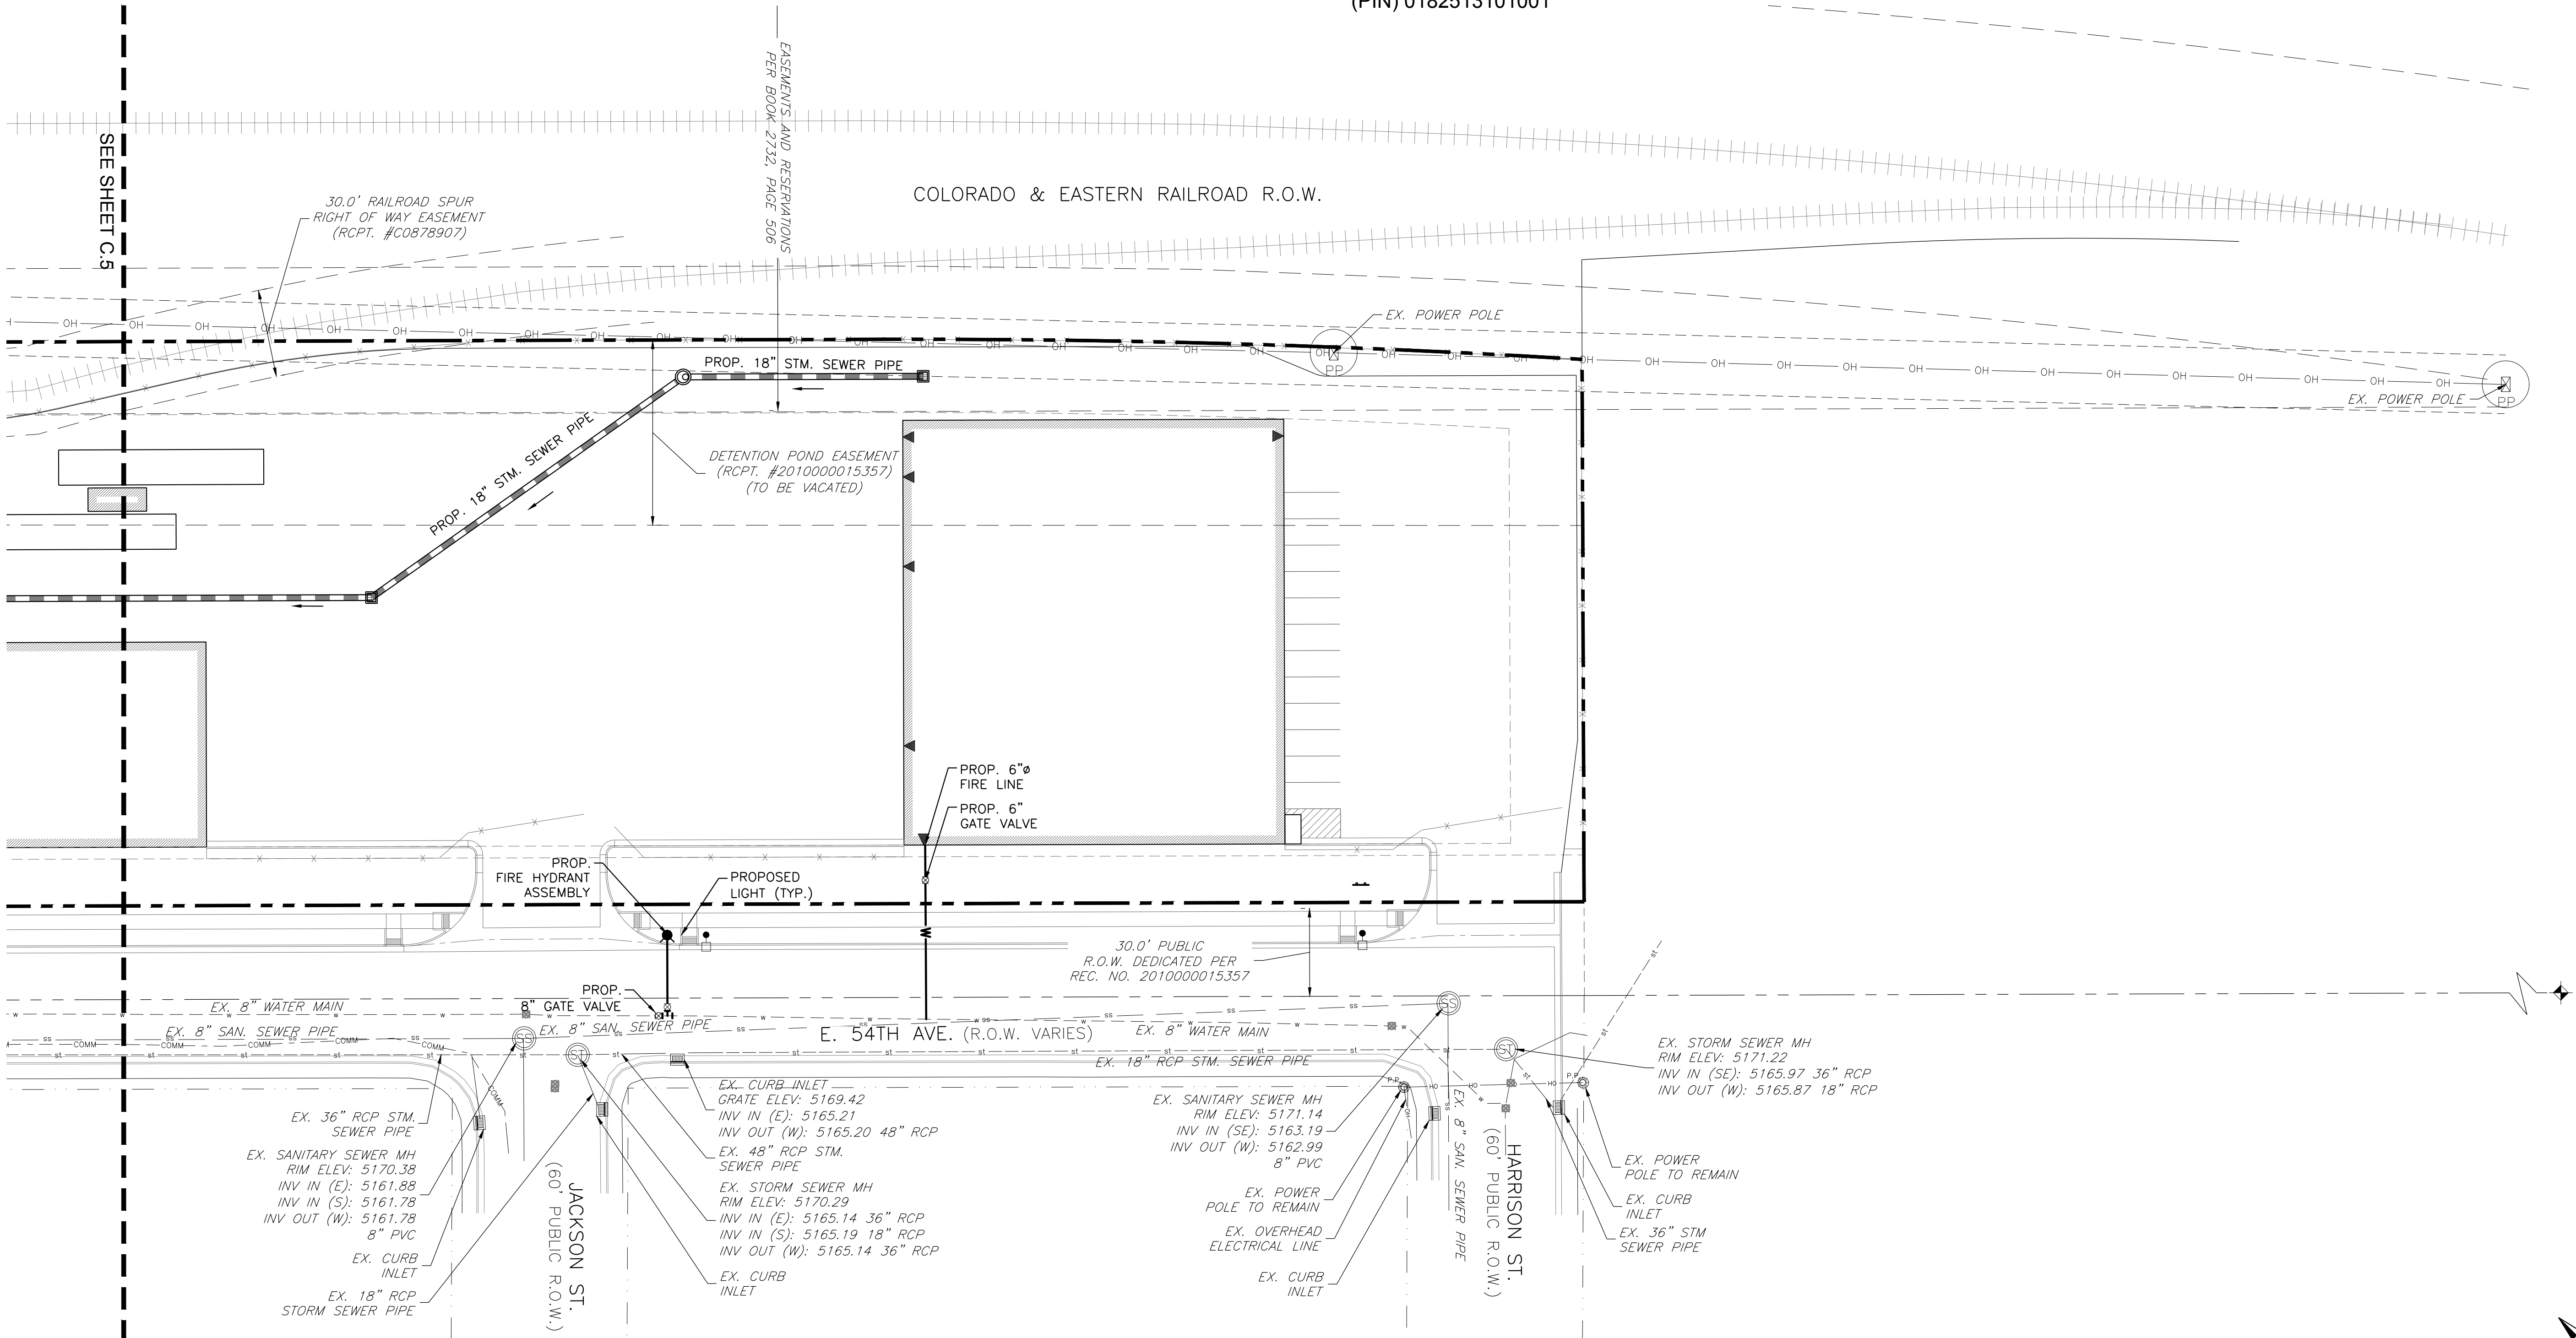 (PIN) 0182513101001
EASEMENTS AND RESERVATIONS
PER BOOK 2732, PAGE 506
SEE SHEET C.5
30.0' RAILROAD SPUR
RIGHT OF WAY EASEMENT
(RCPT. #C0878907)
COLORADO & EASTERN RAILROAD R.O.W.
EX. POWER POLE
PP
EX. POWER POLE
PP
PROP. 18" STM. SEWER PIPE
PROP. 18" STM. SEWER PIPE
DETENTION POND EASEMENT
(RCPT. #2010000015357)
(TO BE VACATED)
PROP. 6"ø
FIRE LINE
PROP. 6"
GATE VALVE
PROP.
FIRE HYDRANT
ASSEMBLY
PROPOSED
LIGHT (TYP.)
30.0' PUBLIC
R.O.W. DEDICATED PER
REC. NO. 2010000015357
PROP.
8" GATE VALVE
EX. 8" WATER MAIN
EX. 8" SAN. SEWER PIPE
EX. 8" SAN. SEWER PIPE
E. 54TH AVE. (R.O.W. VARIES)
EX. 8" WATER MAIN
EX. 18" RCP STM. SEWER PIPE
SS
ST
SS
ST
EX. 36" RCP STM.
SEWER PIPE
EX. SANITARY SEWER MH
RIM ELEV: 5170.38
INV IN (E): 5161.88
INV IN (S): 5161.78
INV OUT (W): 5161.78
8" PVC
EX. CURB
INLET
EX. 18" RCP
STORM SEWER PIPE
JACKSON ST.
(60' PUBLIC R.O.W.)
EX. CURB INLET
GRATE ELEV: 5169.42
INV IN (E): 5165.21
INV OUT (W): 5165.20 48" RCP
EX. 48" RCP STM.
SEWER PIPE
EX. STORM SEWER MH
RIM ELEV: 5170.29
INV IN (E): 5165.14 36" RCP
INV IN (S): 5165.19 18" RCP
INV OUT (W): 5165.14 36" RCP
EX. CURB
INLET
EX. SANITARY SEWER MH
RIM ELEV: 5171.14
INV IN (SE): 5163.19
INV OUT (W): 5162.99
8" PVC
EX. POWER
POLE TO REMAIN
EX. OVERHEAD
ELECTRICAL LINE
EX. CURB
INLET
EX. 8" SAN. SEWER PIPE
HARRISON ST.
(60' PUBLIC R.O.W.)
EX. STORM SEWER MH
RIM ELEV: 5171.22
INV IN (SE): 5165.97 36" RCP
INV OUT (W): 5165.87 18" RCP
EX. POWER
POLE TO REMAIN
EX. CURB
INLET
EX. 36" STM
SEWER PIPE